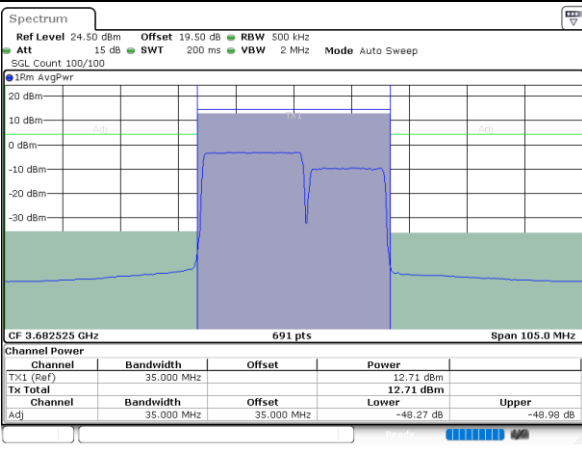 Spectrum
Ref Level 24.50 dBm Offset 19.50 dB RBW 500 kHz
Att 15 dB SWT 200 ms VBW 2 MHz Mode Auto Sweep
SGL Count 100/100
1Rm AvgPwr
20 dBm
TX1
10 dBm
Adj Adj
0 dBm
-10 dBm
-20 dBm
-30 dBm
CF 3.682525 GHz 691 pts Span 105.0 MHz
Channel Power
Channel Bandwidth Offset Power
TX1 (Ref) 35.000 MHz 12.71 dBm
Tx Total 12.71 dBm
Channel Bandwidth Offset Lower Upper
Adj 35.000 MHz 35.000 MHz -48.27 dB -48.98 dB
Ready